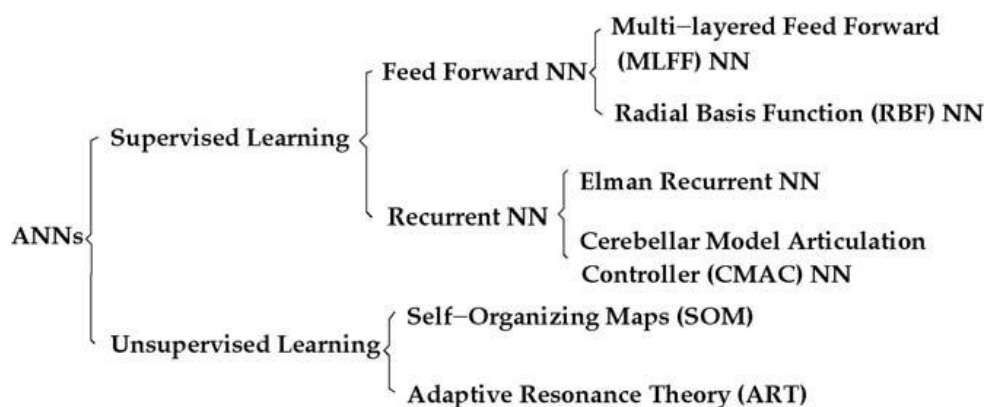 Multi−layered Feed Forward
(MLFF) NN
Feed Forward NN
Radial Basis Function (RBF) NN
Supervised Learning
Elman Recurrent NN
Recurrent NN
ANNs
Cerebellar Model Articulation
Controller (CMAC) NN
Self−Organizing Maps (SOM)
Unsupervised Learning
Adaptive Resonance Theory (ART)